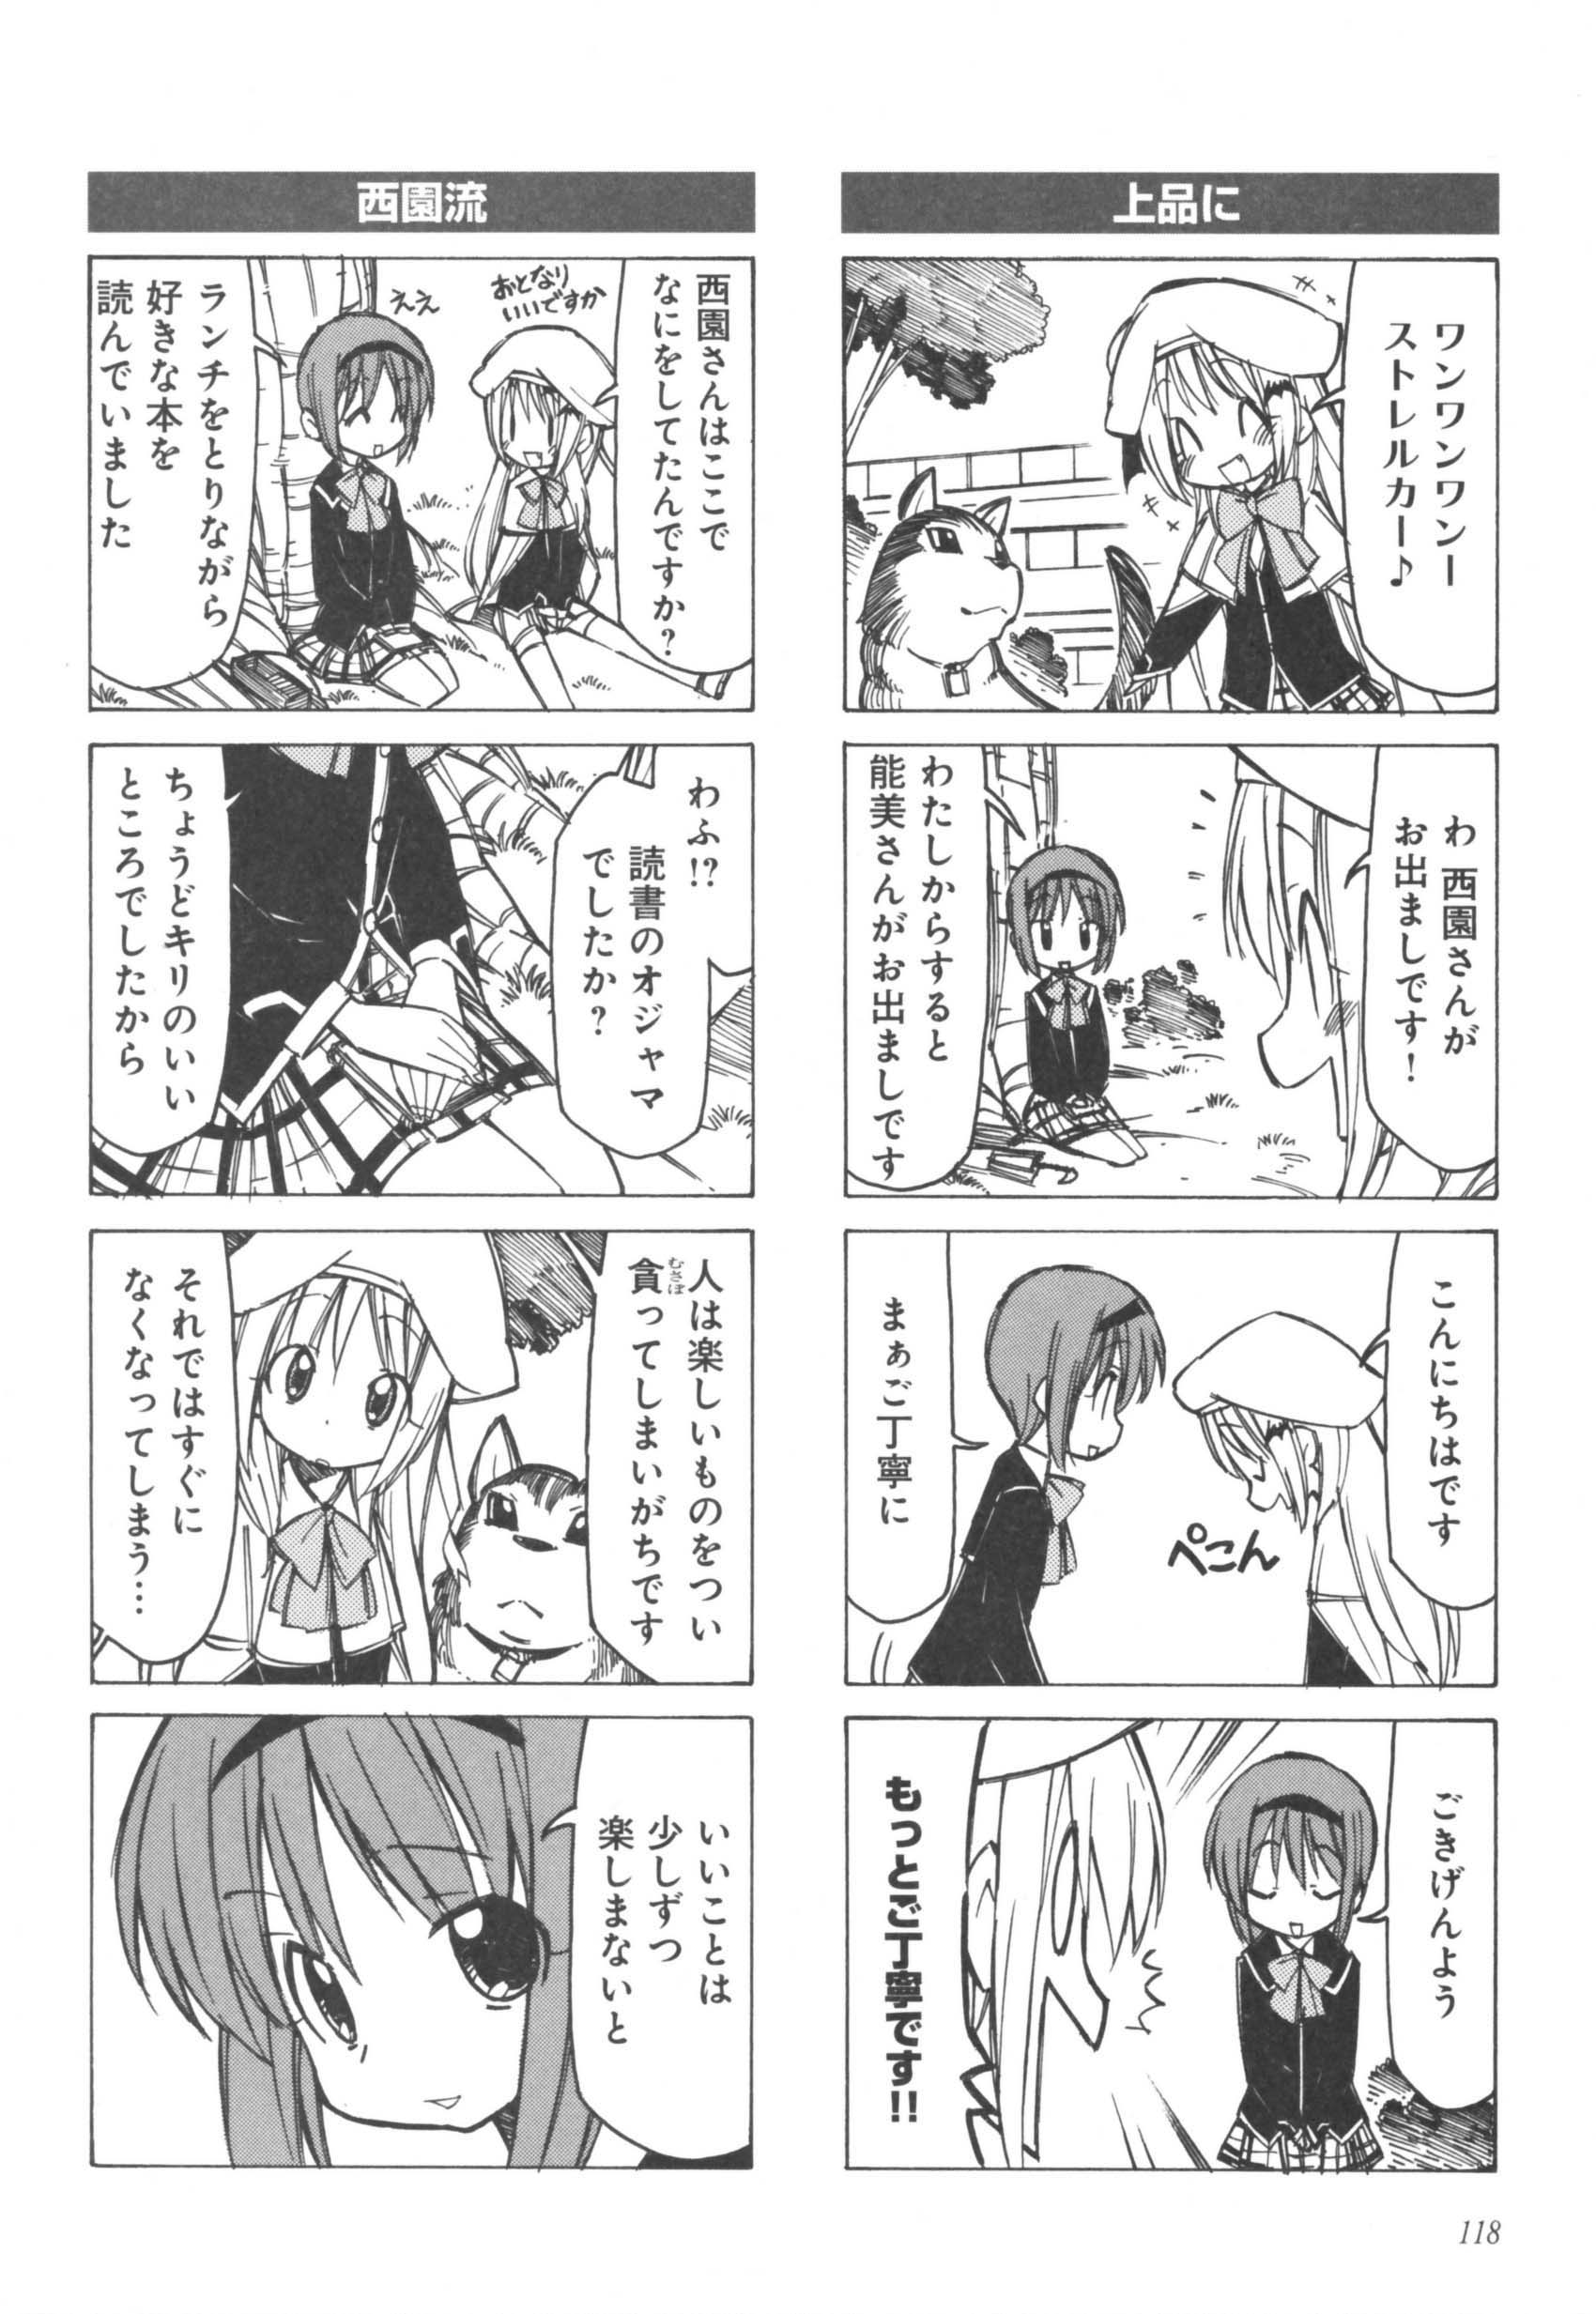 上品に
ワンワンワンー
ストレルカー♪
わ 西園さんが
お出ましです!
わたしからすると
能美さんがお出ましです
こんにちはです
ぺこん
まぁご丁寧に
ごきげんよう
もっとご丁寧です!!
西園流
西園さんはここで
なにをしてたんですか?
おとなり
いいですか
ええ
ランチをとりながら
好きな本を
読んでいました
わふ!?
読書のオジャマ
でしたか?
ちょうどキリのいい
ところでしたから
人は楽しいものをつい
貪ってしまいがちです
むさぼ
それではすぐに
なくなってしまう…
いいことは
少しずつ
楽しまないと
118